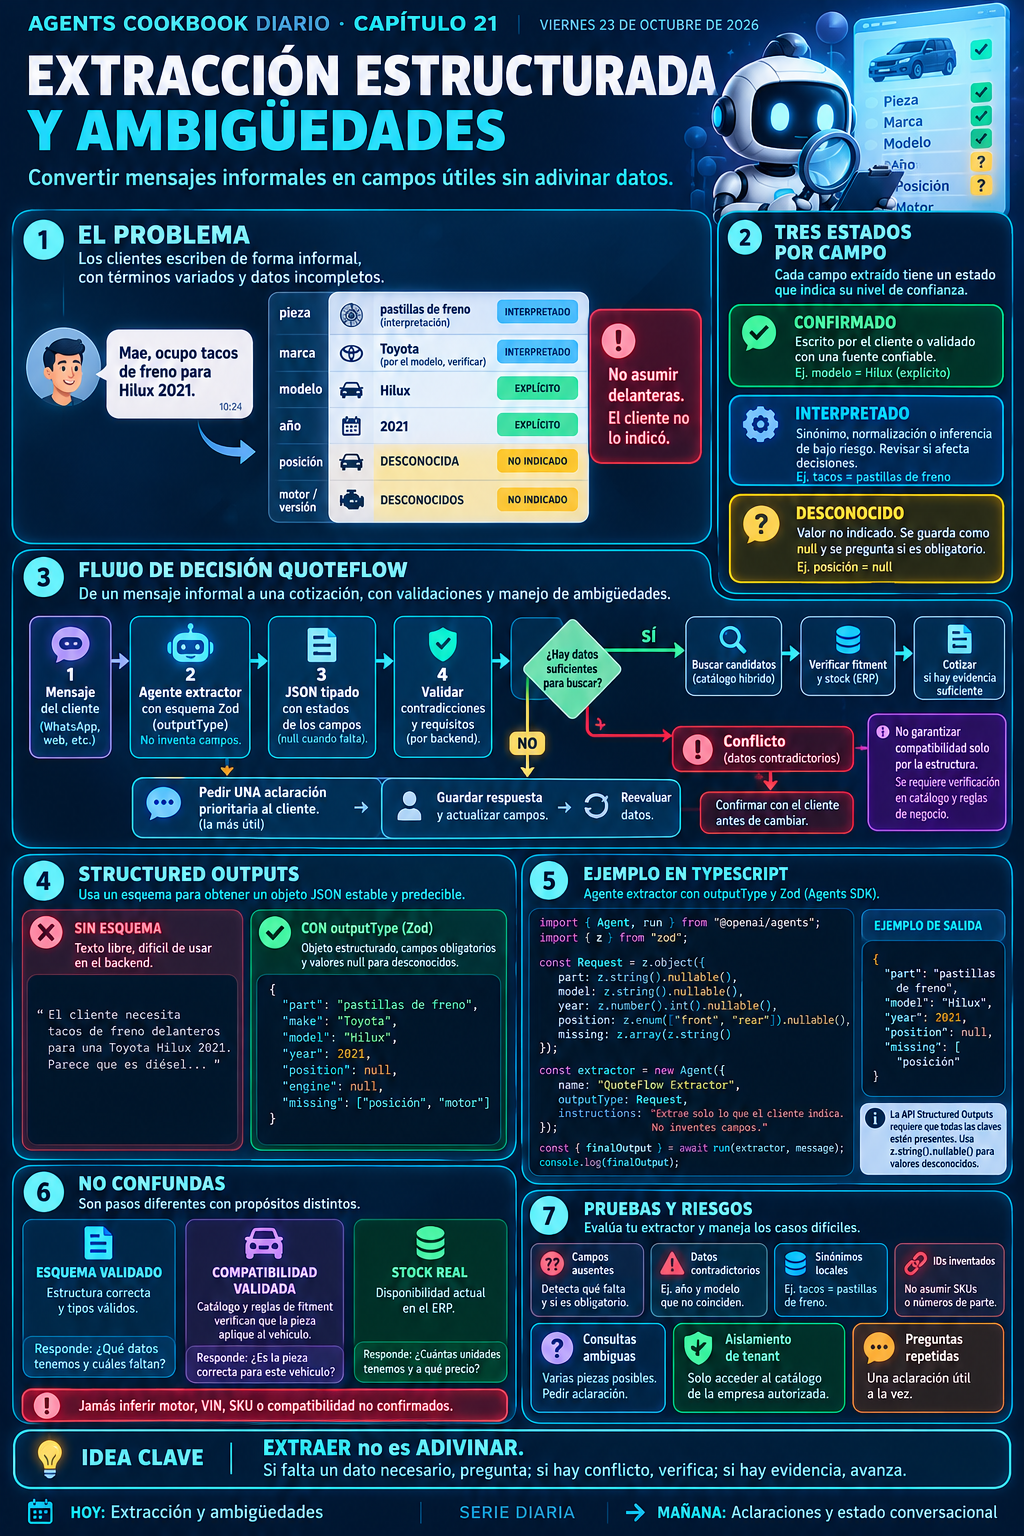 AGENTS COOKBOOK DIARIO · CAPÍTULO 21
VIERNES 23 DE OCTUBRE DE 2026
EXTRACCIÓN ESTRUCTURADA
Y AMBIGÜEDADES
Convertir mensajes informales en campos útiles sin adivinar datos.
Pieza
Marca
Modelo
Año
?
Posición
?
Motor
1
EL PROBLEMA
Los clientes escriben de forma informal,
con términos variados y datos incompletos.
Mae, ocupo tacos
de freno para
Hilux 2021.
10:24
pieza
pastillas de freno
(interpretación)
INTERPRETADO
marca
Toyota
(por el modelo, verificar)
INTERPRETADO
modelo
Hilux
EXPLÍCITO
año
2021
EXPLÍCITO
posición
DESCONOCIDA
NO INDICADO
motor /
versión
DESCONOCIDOS
NO INDICADO
!
No asumir
delanteras.
El cliente no
lo indicó.
2
TRES ESTADOS
POR CAMPO
Cada campo extraído tiene un estado
que indica su nivel de confianza.
CONFIRMADO
Escrito por el cliente o validado
con una fuente confiable.
Ej. modelo = Hilux (explícito)
INTERPRETADO
Sinónimo, normalización o inferencia
de bajo riesgo. Revisar si afecta
decisiones.
Ej. tacos = pastillas de freno
?
DESCONOCIDO
Valor no indicado. Se guarda como
null y se pregunta si es obligatorio.
Ej. posición = null
3
FLUJO DE DECISIÓN QUOTEFLOW
De un mensaje informal a una cotización, con validaciones y manejo de ambigüedades.
1
Mensaje
del cliente
(WhatsApp,
web, etc.)
2
Agente extractor
con esquema Zod
(outputType)
No inventa campos.
3
JSON tipado
con estados
de los campos
(null cuando falta).
4
Validar
contradicciones
y requisitos
(por backend).
¿Hay datos
suficientes
para buscar?
SÍ
Buscar candidatos
(catálogo híbrido)
Verificar fitment
y stock (ERP)
Cotizar
si hay evidencia
suficiente
NO
!
Conflicto
(datos contradictorios)
Confirmar con el cliente
antes de cambiar.
No garantizar
compatibilidad solo
por la estructura.
Se requiere verificación
en catálogo y reglas
de negocio.
Pedir UNA aclaración
prioritaria al cliente.
(la más útil)
Guardar respuesta
y actualizar campos.
Reevaluar
datos.
4
STRUCTURED OUTPUTS
Usa un esquema para obtener un objeto JSON estable y predecible.
SIN ESQUEMA
Texto libre, difícil de usar
en el backend.
“ El cliente necesita
tacos de freno delanteros
para una Toyota Hilux 2021.
Parece que es diésel... ”
CON outputType (Zod)
Objeto estructurado, campos obligatorios
y valores null para desconocidos.
{
"part": "pastillas de freno",
"make": "Toyota",
"model": "Hilux",
"year": 2021,
"position": null,
"engine": null,
"missing": ["posición", "motor"]
}
5
EJEMPLO EN TYPESCRIPT
Agente extractor con outputType y Zod (Agents SDK).
import { Agent, run } from "@openai/agents";
import { z } from "zod";
const Request = z.object({
part: z.string().nullable(),
model: z.string().nullable(),
year: z.number().int().nullable(),
position: z.enum(["front", "rear"]).nullable(),
missing: z.array(z.string()
});
const extractor = new Agent({
name: "QuoteFlow Extractor",
outputType: Request,
instructions: "Extrae solo lo que el cliente indica.
No inventes campos."
});
const { finalOutput } = await run(extractor, message);
console.log(finalOutput);
EJEMPLO DE SALIDA
{
"part": "pastillas
de freno",
"model": "Hilux",
"year": 2021,
"position": null,
"missing": [
"posición"
}
La API Structured Outputs
requiere que todas las claves
estén presentes. Usa
z.string().nullable() para
valores desconocidos.
6
NO CONFUNDAS
Son pasos diferentes con propósitos distintos.
ESQUEMA VALIDADO
Estructura correcta
y tipos válidos.
Responde: ¿Qué datos
tenemos y cuáles faltan?
COMPATIBILIDAD
VALIDADA
Catálogo y reglas de fitment
verifican que la pieza
aplique al vehículo.
Responde: ¿Es la pieza
correcta para este vehículo?
STOCK REAL
Disponibilidad actual
en el ERP.
Responde: ¿Cuántas unidades
tenemos y a qué precio?
!
Jamás inferir motor, VIN, SKU o compatibilidad no confirmados.
7
PRUEBAS Y RIESGOS
Evalúa tu extractor y maneja los casos difíciles.
??
Campos
ausentes
Detecta qué falta
y si es obligatorio.
Datos
contradictorios
Ej. año y modelo
que no coinciden.
Sinónimos
locales
Ej. tacos = pastillas
de freno.
IDs inventados
No asumir SKUs
o números de parte.
?
Consultas
ambiguas
Varias piezas posibles.
Pedir aclaración.
Aislamiento
de tenant
Solo acceder al catálogo
de la empresa autorizada.
Preguntas
repetidas
Una aclaración útil
a la vez.
IDEA CLAVE
EXTRAER no es ADIVINAR.
Si falta un dato necesario, pregunta; si hay conflicto, verifica; si hay evidencia, avanza.
HOY: Extracción y ambigüedades
SERIE DIARIA
MAÑANA: Aclaraciones y estado conversacional